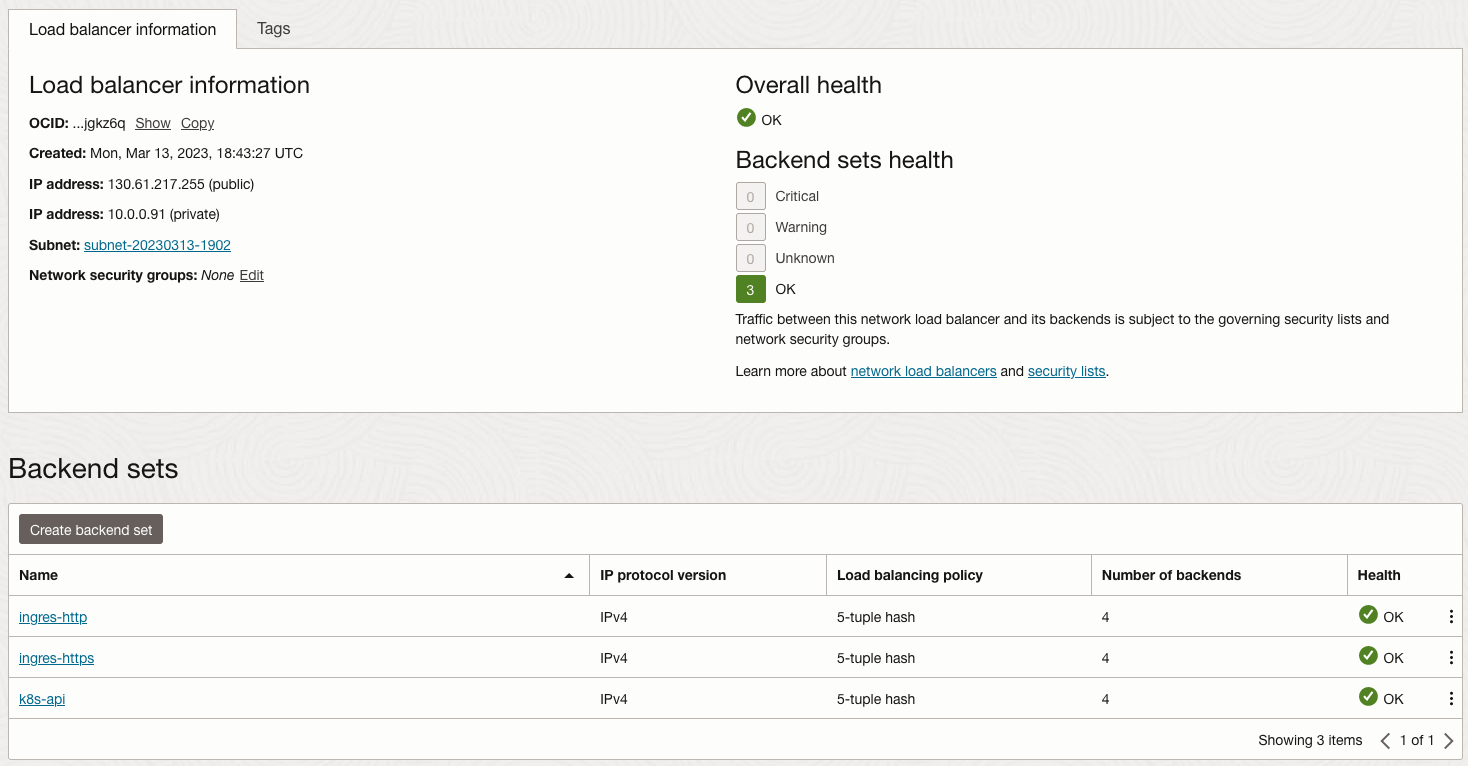 Load balancer information
Tags
Load balancer information
OCID: ...jgkz6q Show Copy
Created: Mon, Mar 13, 2023, 18:43:27 UTC
IP address: 130.61.217.255 (public)
IP address: 10.0.0.91 (private)
Subnet: subnet-20230313-1902
Network security groups: None Edit
Overall health
OK
Backend sets health
0 Critical
0 Warning
0 Unknown
3 OK
Traffic between this network load balancer and its backends is subject to the governing security lists and
network security groups.
Learn more about network load balancers and security lists.
Backend sets
Create backend set
Name IP protocol version Load balancing policy Number of backends Health
ingres-http IPv4 5-tuple hash 4 OK
ingres-https IPv4 5-tuple hash 4 OK
k8s-api IPv4 5-tuple hash 4 OK
Showing 3 items 1 of 1